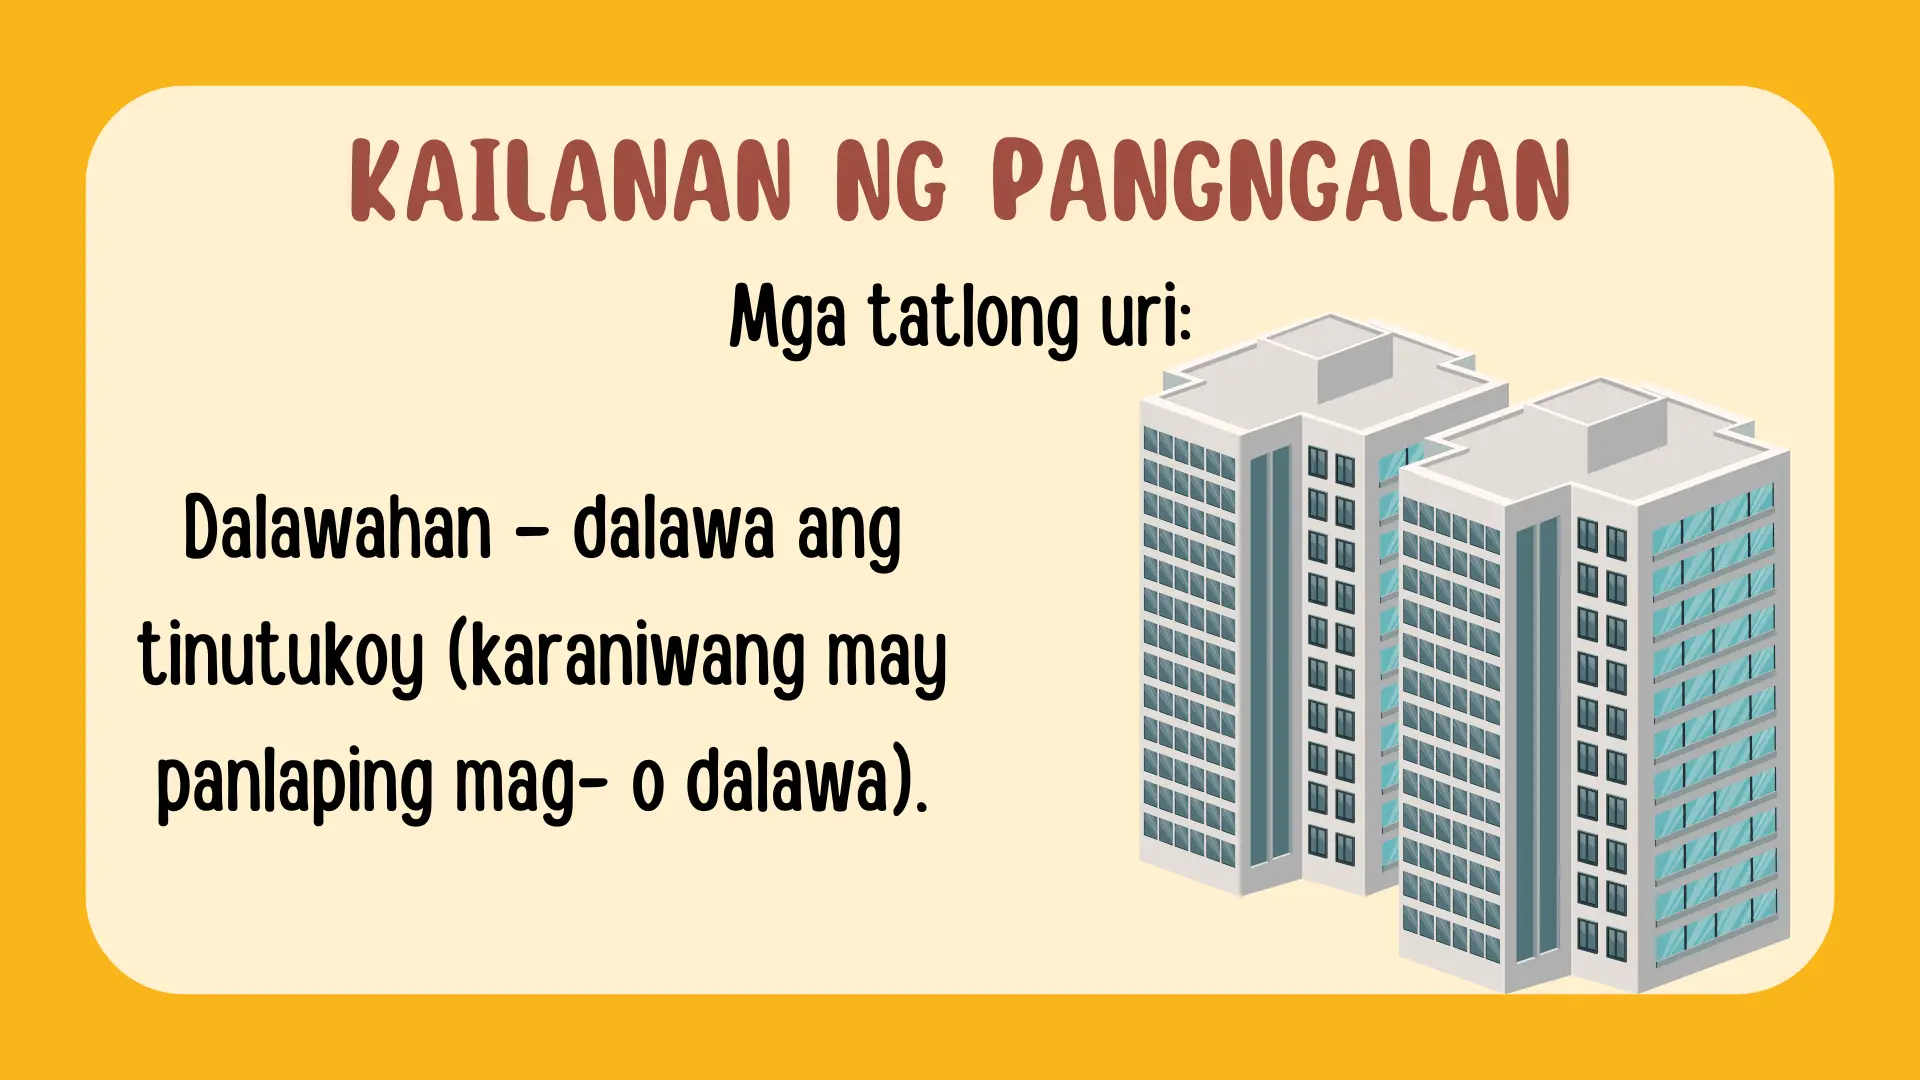 KAILANAN NG PANGNGALAN
Mga tatlong uri:
Dalawahan – dalawa ang
tinutukoy (karaniwang may
panlaping mag- o dalawa).